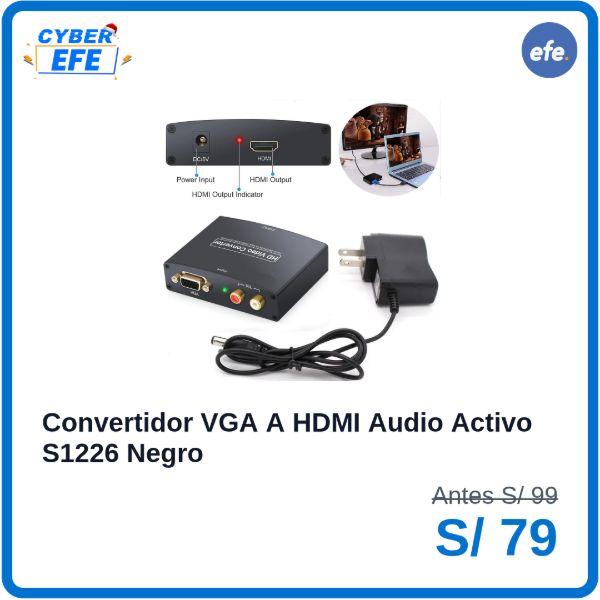 CYBER
EFE
efe.
DC/5V
HDMI
Power Input
HDMI Output
HDMI Output Indicator
HD Video Convertor
VGA
Convertidor VGA A HDMI Audio Activo
S1226 Negro
Antes S/ 99
S/ 79